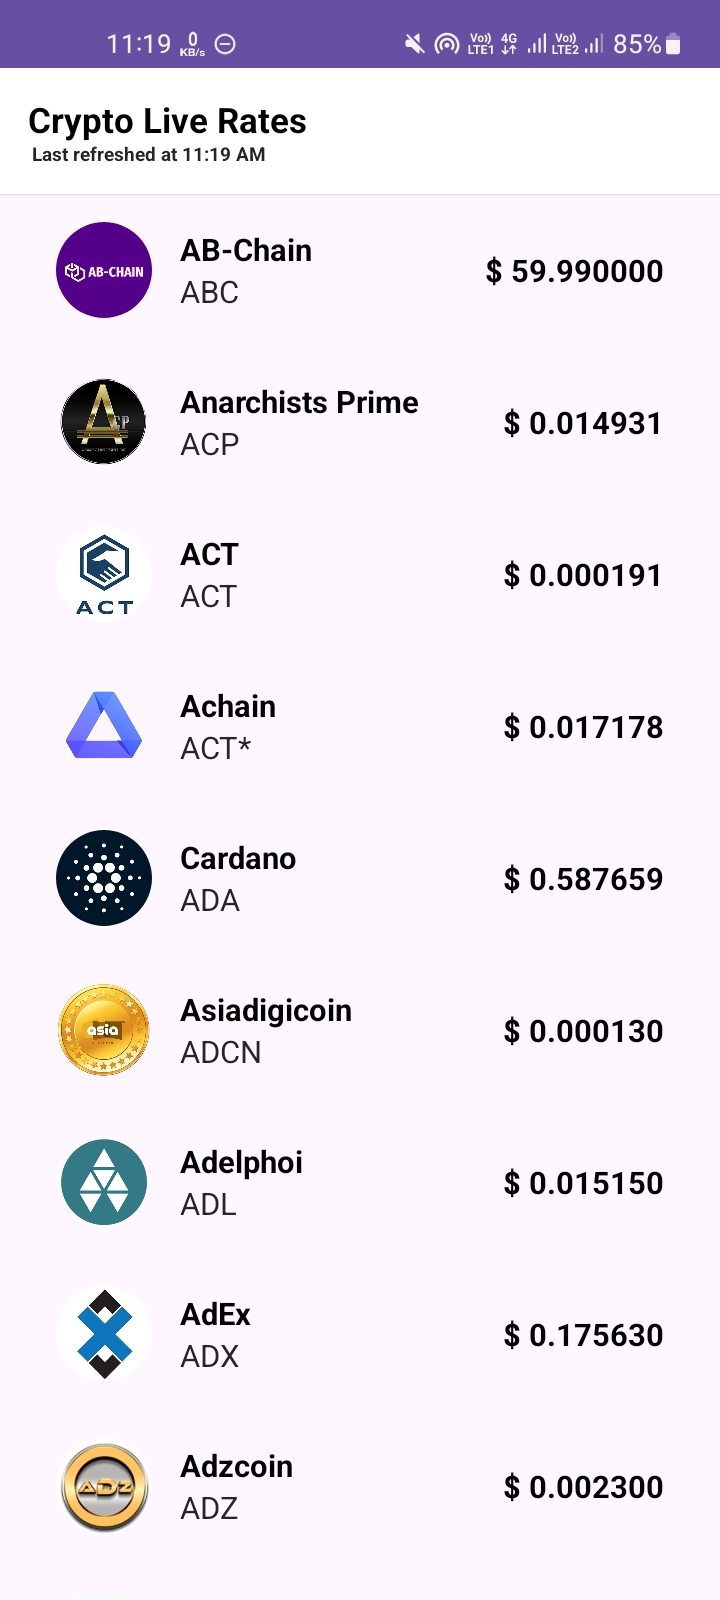 11:19 0 KB/s Vo)) LTE1 4G Vo)) LTE2 85%
Crypto Live Rates
Last refreshed at 11:19 AM
AB-CHAIN
AB-Chain
ABC
$ 59.990000
ACP
Anarchists Prime
ACP
$ 0.014931
ACT
ACT
ACT
$ 0.000191
Achain
ACT*
$ 0.017178
Cardano
ADA
$ 0.587659
asia
Asiadigicoin
ADCN
$ 0.000130
Adelphoi
ADL
$ 0.015150
AdEx
ADX
$ 0.175630
ADZ
Adzcoin
ADZ
$ 0.002300